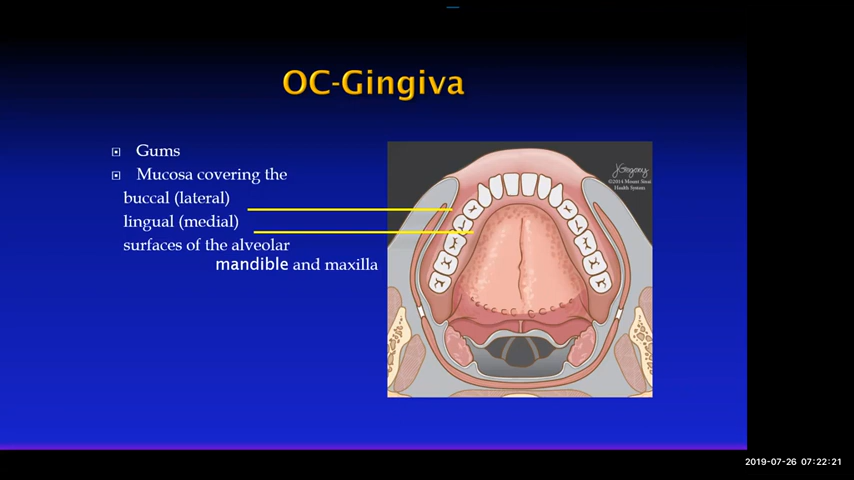 OC-Gingiva
Gums
Mucosa covering the
buccal (lateral)
lingual (medial)
surfaces of the alveolar
mandible and maxilla
JGregory
©2014 Mount Sinai
Health System
2019-07-26 07:22:21